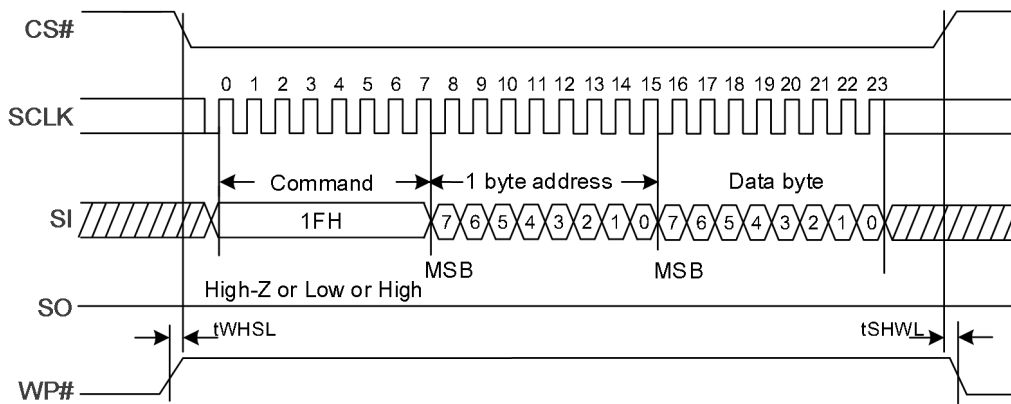 CS#
0 1 2 3 4 5 6 7 8 9 10 11 12 13 14 15 16 17 18 19 20 21 22 23
SCLK
Command 1 byte address Data byte
SI 1FH 7 6 5 4 3 2 1 0 7 6 5 4 3 2 1 0
MSB MSB
High-Z or Low or High
SO
tWHSL tSHWL
WP#